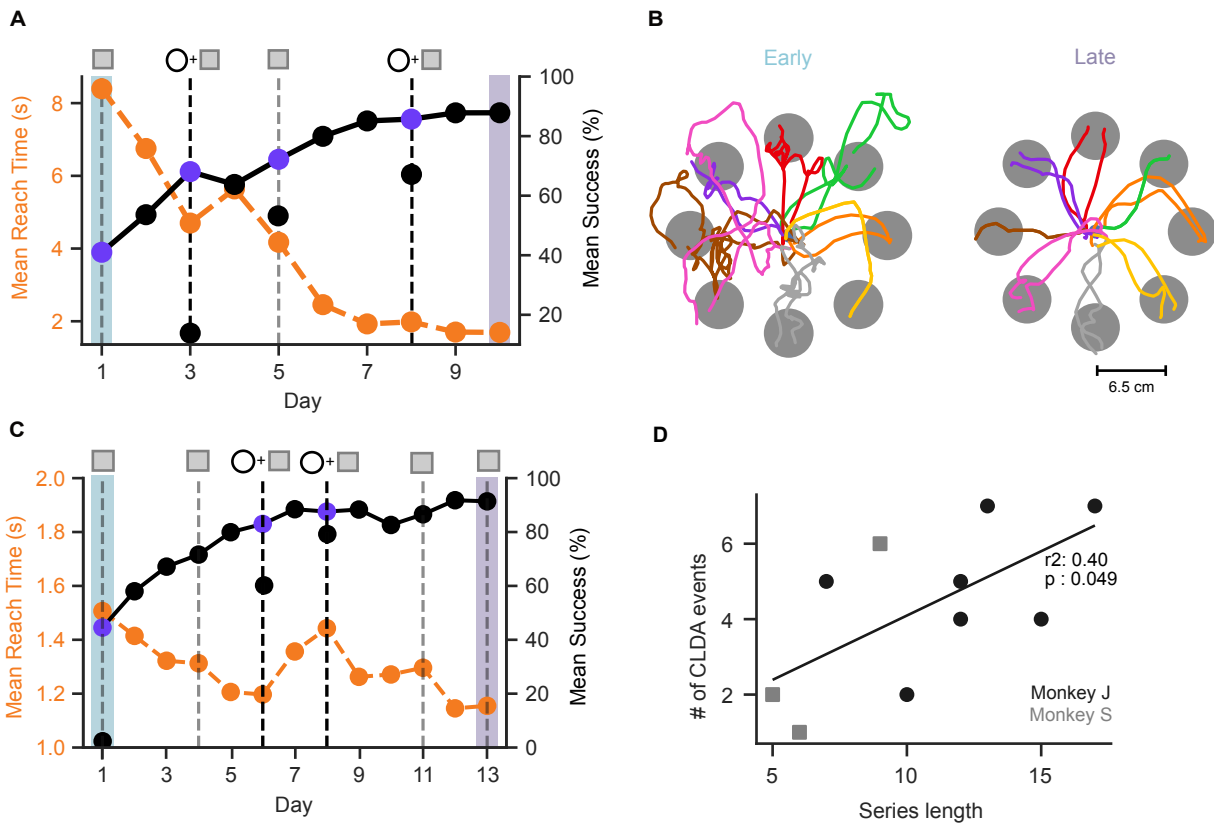 A
+
+
Mean Reach Time (s)
8
6
4
2
100
80
60
40
20
Mean Success (%)
1
3
5
7
9
Day
B
Early
Late
6.5 cm
C
+
+
Mean Reach Time (s)
2.0
1.8
1.6
1.4
1.2
1.0
100
80
60
40
20
0
Mean Success (%)
1
3
5
7
9
11
13
Day
D
# of CLDA events
6
4
2
r2: 0.40
p : 0.049
Monkey J
Monkey S
5
10
15
Series length